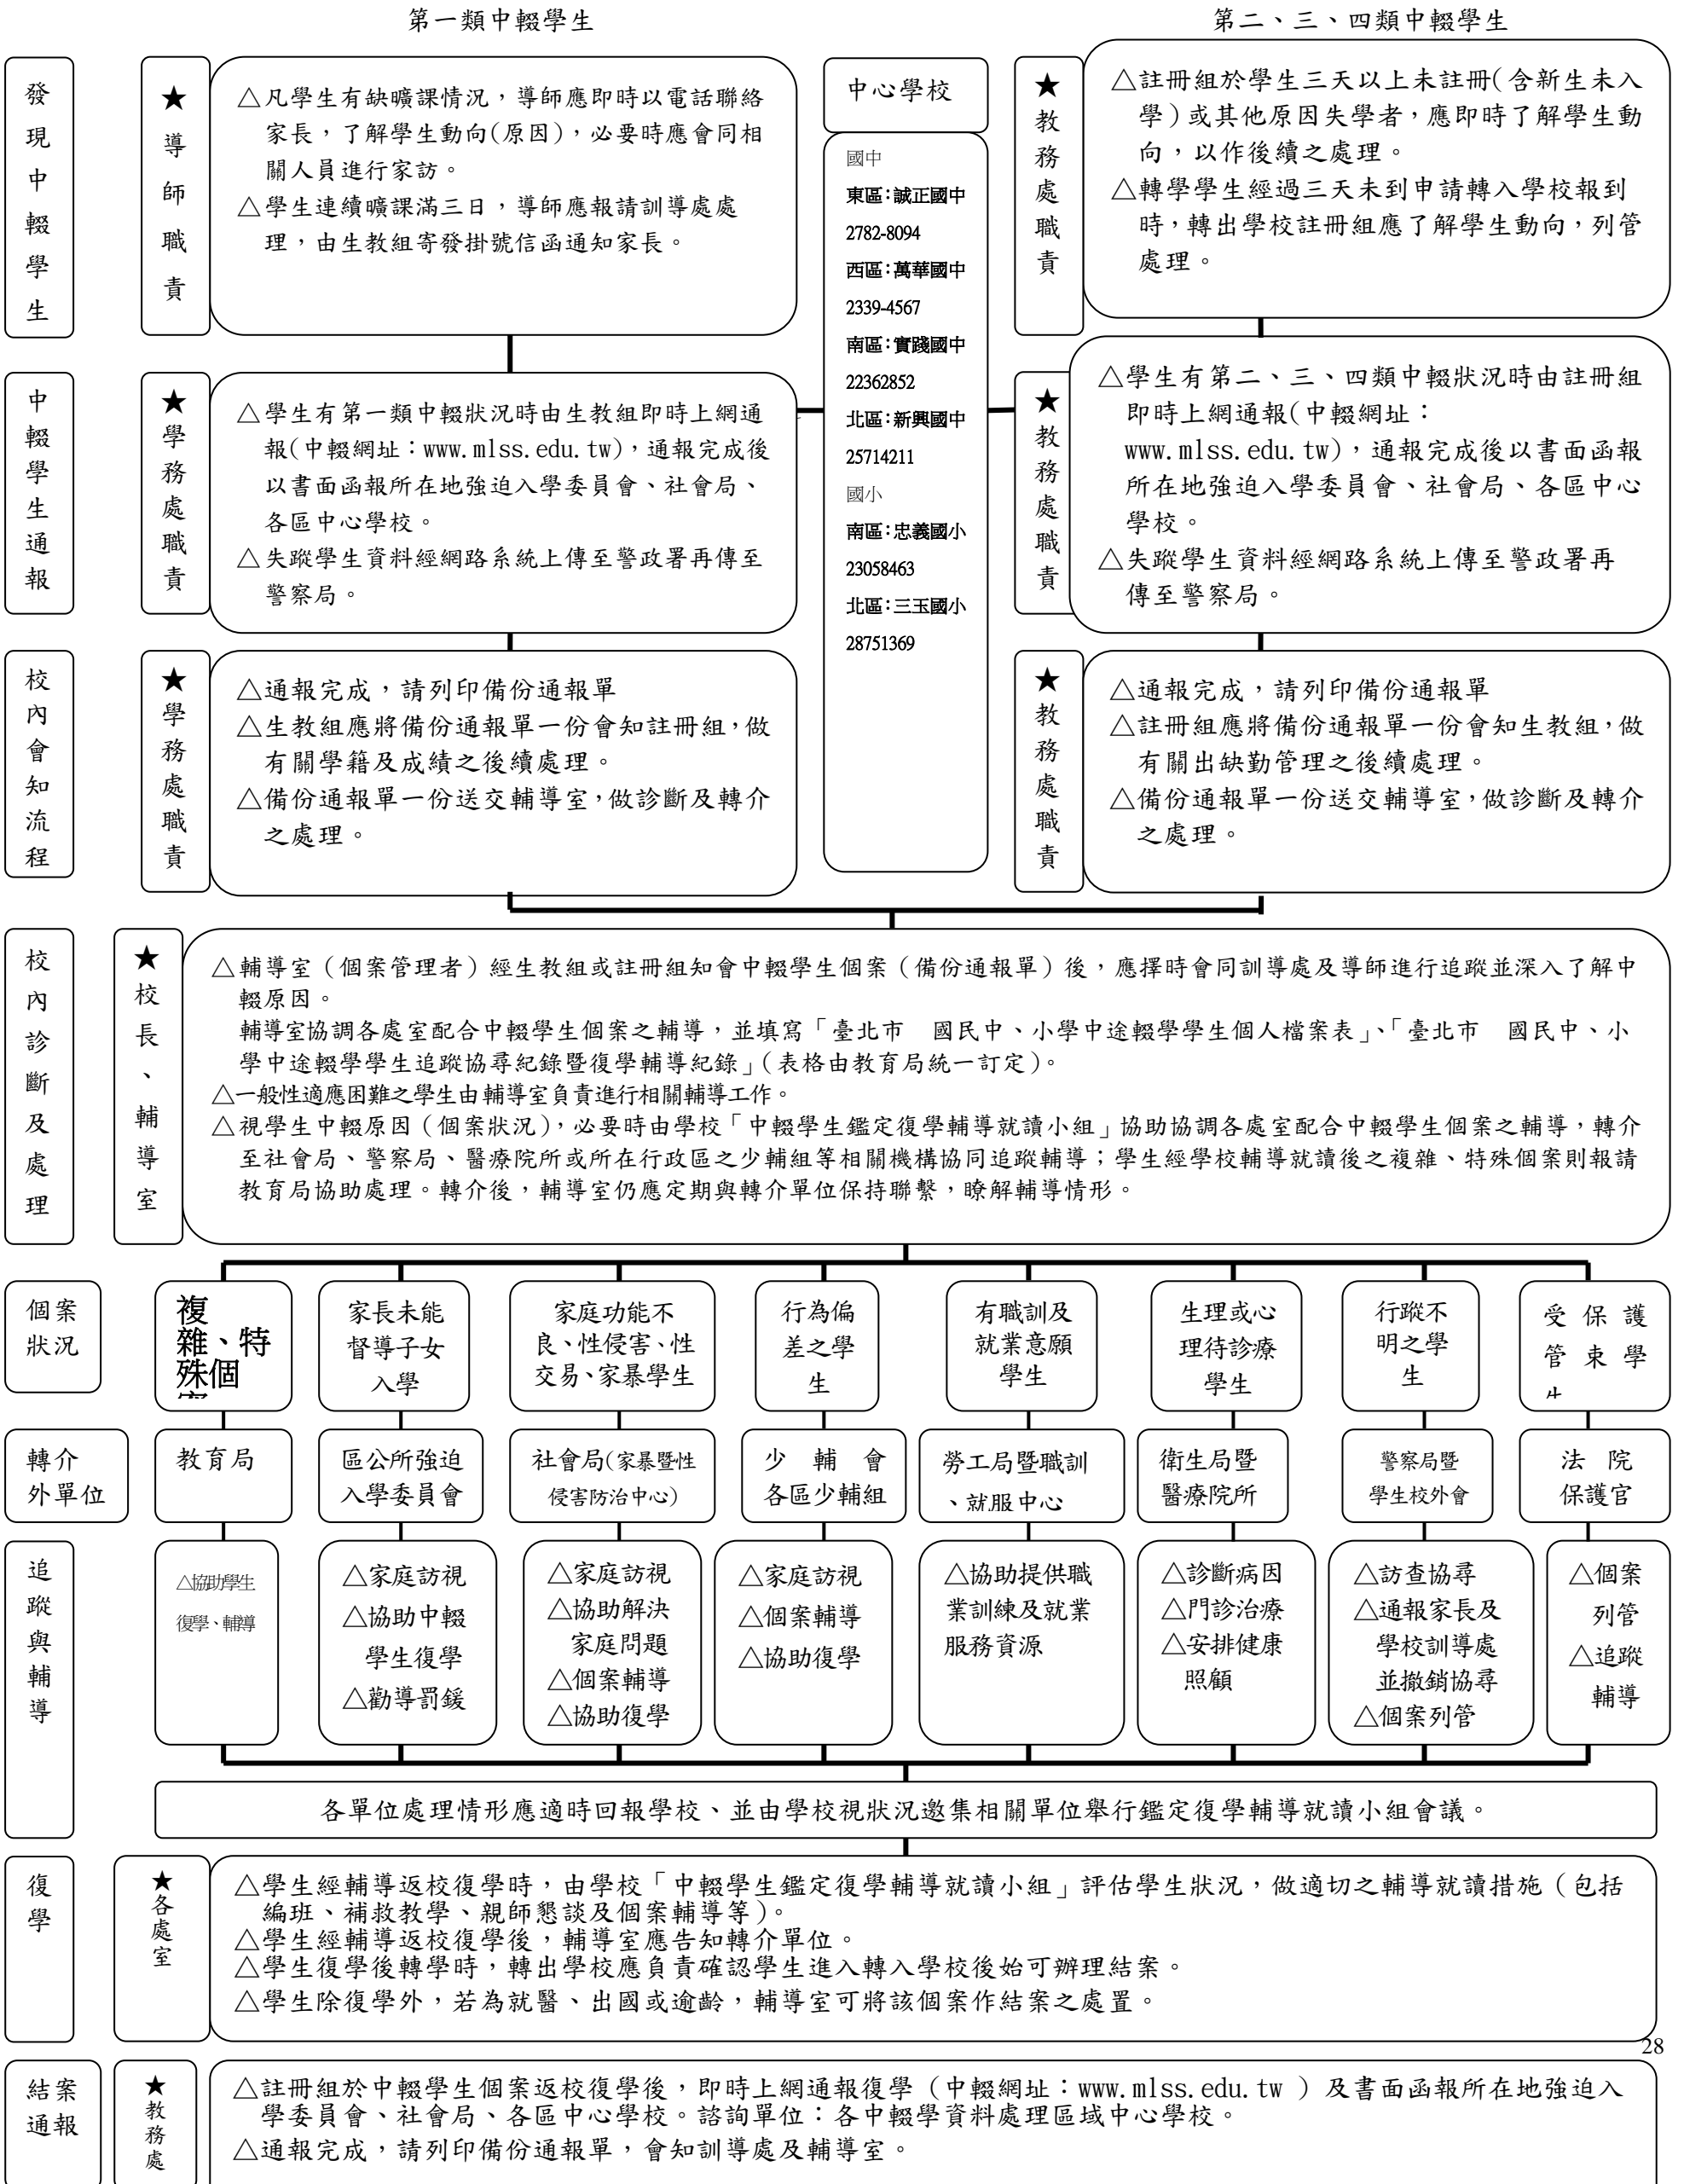 第一類中輟學生
第二、三、四類中輟學生
發現中輟學生
★導師職責
△凡學生有缺曠課情況，導師應即時以電話聯絡
家長，了解學生動向(原因)，必要時應會同相
關人員進行家訪。
△學生連續曠課滿三日，導師應報請訓導處處
理，由生教組寄發掛號信函通知家長。
中心學校
國中
東區：誠正國中
2782-8094
西區：萬華國中
2339-4567
南區：實踐國中
22362852
北區：新興國中
25714211
國小
南區：忠義國小
23058463
北區：三玉國小
28751369
★教務處職責
△註冊組於學生三天以上未註冊(含新生未入
學)或其他原因失學者，應即時了解學生動
向，以作後續之處理。
△轉學學生經過三天未到申請轉入學校報到
時，轉出學校註冊組應了解學生動向，列管
處理。
中輟學生通報
★學務處職責
△學生有第一類中輟狀況時由生教組即時上網通
報(中輟網址：www.mlss.edu.tw)，通報完成後
以書面函報所在地強迫入學委員會、社會局、
各區中心學校。
△失蹤學生資料經網路系統上傳至警政署再傳至
警察局。
★教務處職責
△學生有第二、三、四類中輟狀況時由註冊組
即時上網通報(中輟網址：
www.mlss.edu.tw)，通報完成後以書面函報
所在地強迫入學委員會、社會局、各區中心
學校。
△失蹤學生資料經網路系統上傳至警政署再
傳至警察局。
校內會知流程
★學務處職責
△通報完成，請列印備份通報單
△生教組應將備份通報單一份會知註冊組，做
有關學籍及成績之後續處理。
△備份通報單一份送交輔導室，做診斷及轉介
之處理。
★教務處職責
△通報完成，請列印備份通報單
△註冊組應將備份通報單一份會知生教組，做
有關出缺勤管理之後續處理。
△備份通報單一份送交輔導室，做診斷及轉介
之處理。
校內診斷及處理
★校長、輔導室
△輔導室（個案管理者）經生教組或註冊組知會中輟學生個案（備份通報單）後，應擇時會同訓導處及導師進行追蹤並深入了解中
輟原因。
輔導室協調各處室配合中輟學生個案之輔導，並填寫「臺北市　國民中、小學中途輟學學生個人檔案表」、「臺北市　國民中、小
學中途輟學學生追蹤協尋紀錄暨復學輔導紀錄」(表格由教育局統一訂定)。
△一般性適應困難之學生由輔導室負責進行相關輔導工作。
△視學生中輟原因（個案狀況），必要時由學校「中輟學生鑑定復學輔導就讀小組」協助協調各處室配合中輟學生個案之輔導，轉介
至社會局、警察局、醫療院所或所在行政區之少輔組等相關機構協同追蹤輔導；學生經學校輔導就讀後之複雜、特殊個案則報請
教育局協助處理。轉介後，輔導室仍應定期與轉介單位保持聯繫，瞭解輔導情形。
個案
狀況
複
雜、特
殊個
家長未能
督導子女
入學
家庭功能不
良、性侵害、性
交易、家暴學生
行為偏
差之學
生
有職訓及
就業意願
學生
生理或心
理待診療
學生
行蹤不
明之學
生
受保護
管束學
轉介
外單位
教育局
區公所強迫
入學委員會
社會局(家暴暨性
侵害防治中心)
少輔會
各區少輔組
勞工局暨職訓
、就服中心
衛生局暨
醫療院所
警察局暨
學生校外會
法院
保護官
追蹤與輔導
△協助學生
復學、輔導
△家庭訪視
△協助中輟
學生復學
△勸導罰鍰
△家庭訪視
△協助解決
家庭問題
△個案輔導
△協助復學
△家庭訪視
△個案輔導
△協助復學
△協助提供職
業訓練及就業
服務資源
△診斷病因
△門診治療
△安排健康
照顧
△訪查協尋
△通報家長及
學校訓導處
並撤銷協尋
△個案列管
△個案
列管
△追蹤
輔導
各單位處理情形應適時回報學校、並由學校視狀況邀集相關單位舉行鑑定復學輔導就讀小組會議。
復學
★各處室
△學生經輔導返校復學時，由學校「中輟學生鑑定復學輔導就讀小組」評估學生狀況，做適切之輔導就讀措施（包括
編班、補救教學、親師懇談及個案輔導等）。
△學生經輔導返校復學後，輔導室應告知轉介單位。
△學生復學後轉學時，轉出學校應負責確認學生進入轉入學校後始可辦理結案。
△學生除復學外，若為就醫、出國或逾齡，輔導室可將該個案作結案之處置。
28
結案
通報
★教務處
△註冊組於中輟學生個案返校復學後，即時上網通報復學（中輟網址：www.mlss.edu.tw ）及書面函報所在地強迫入
學委員會、社會局、各區中心學校。諮詢單位：各中輟學資料處理區域中心學校。
△通報完成，請列印備份通報單，會知訓導處及輔導室。